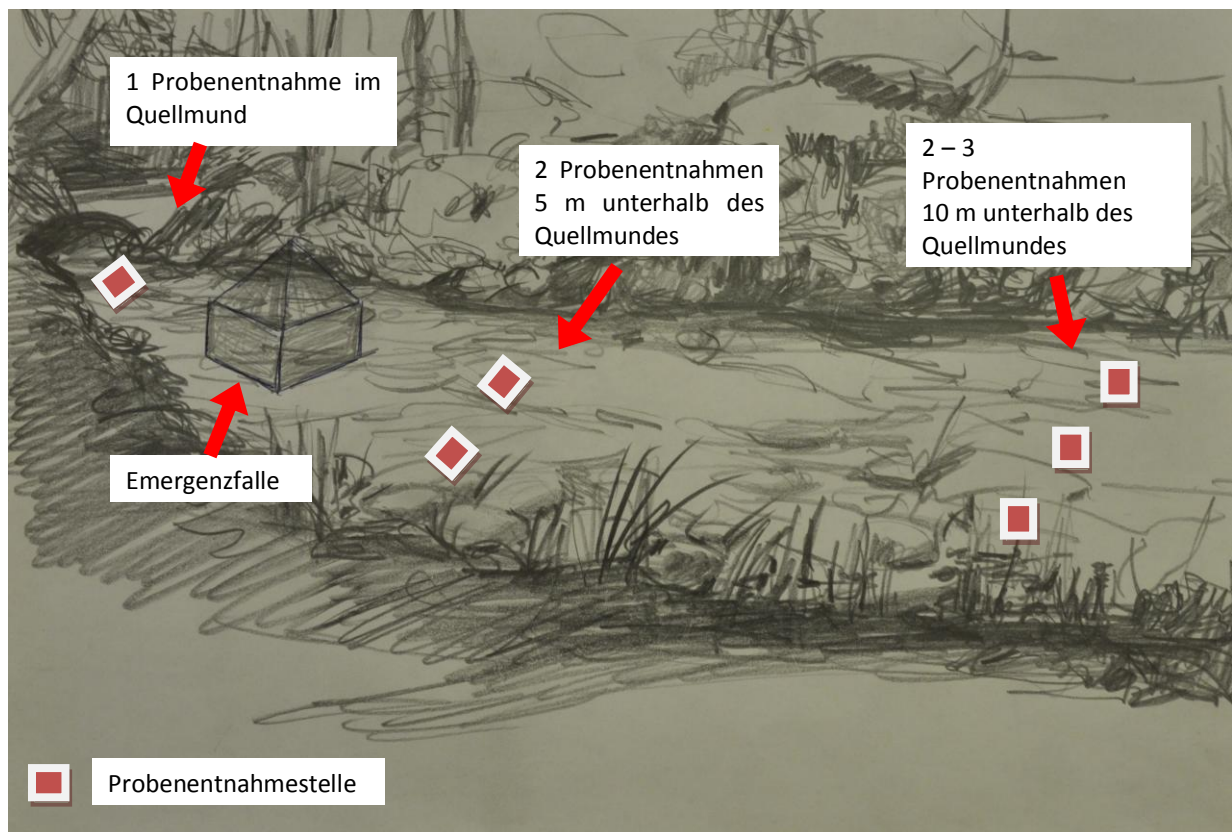 1 Probenentnahme im
Quellmund
2 Probenentnahmen
5 m unterhalb des
Quellmundes
2 – 3
Probenentnahmen
10 m unterhalb des
Quellmundes
Emergenzfalle
Probenentnahmestelle